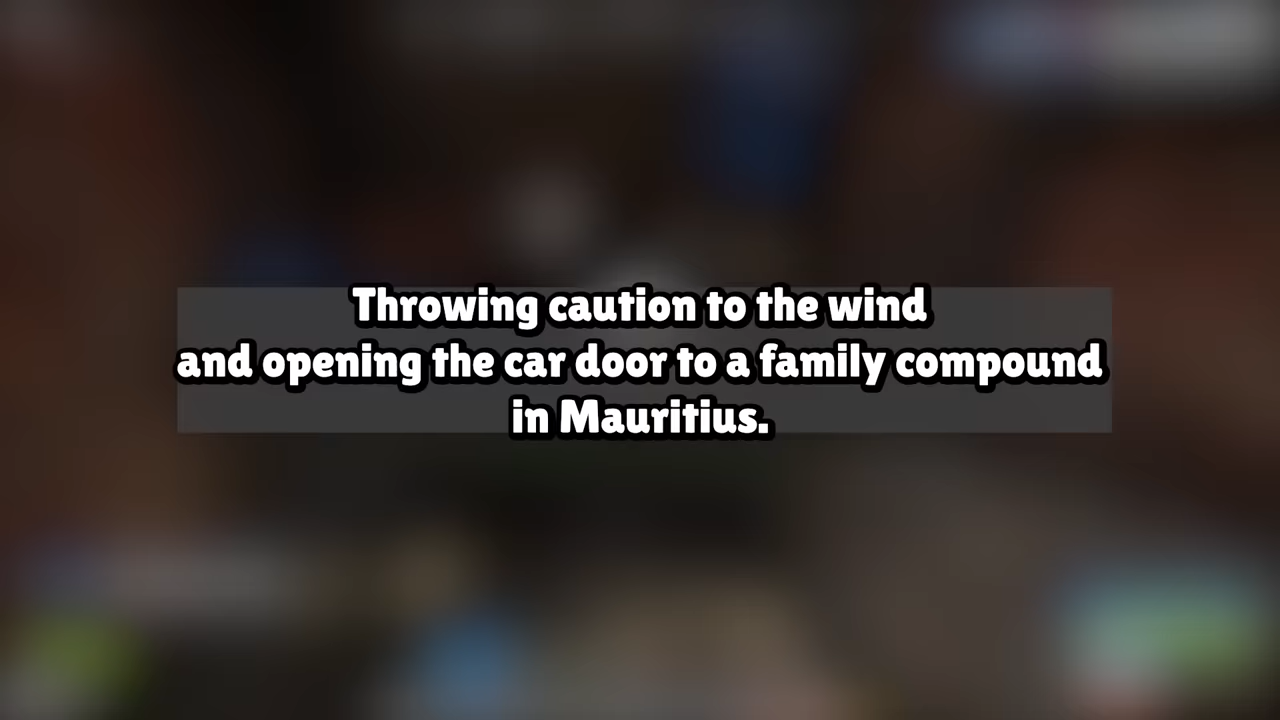 Throwing caution to the wind
and opening the car door to a family compound
in Mauritius.